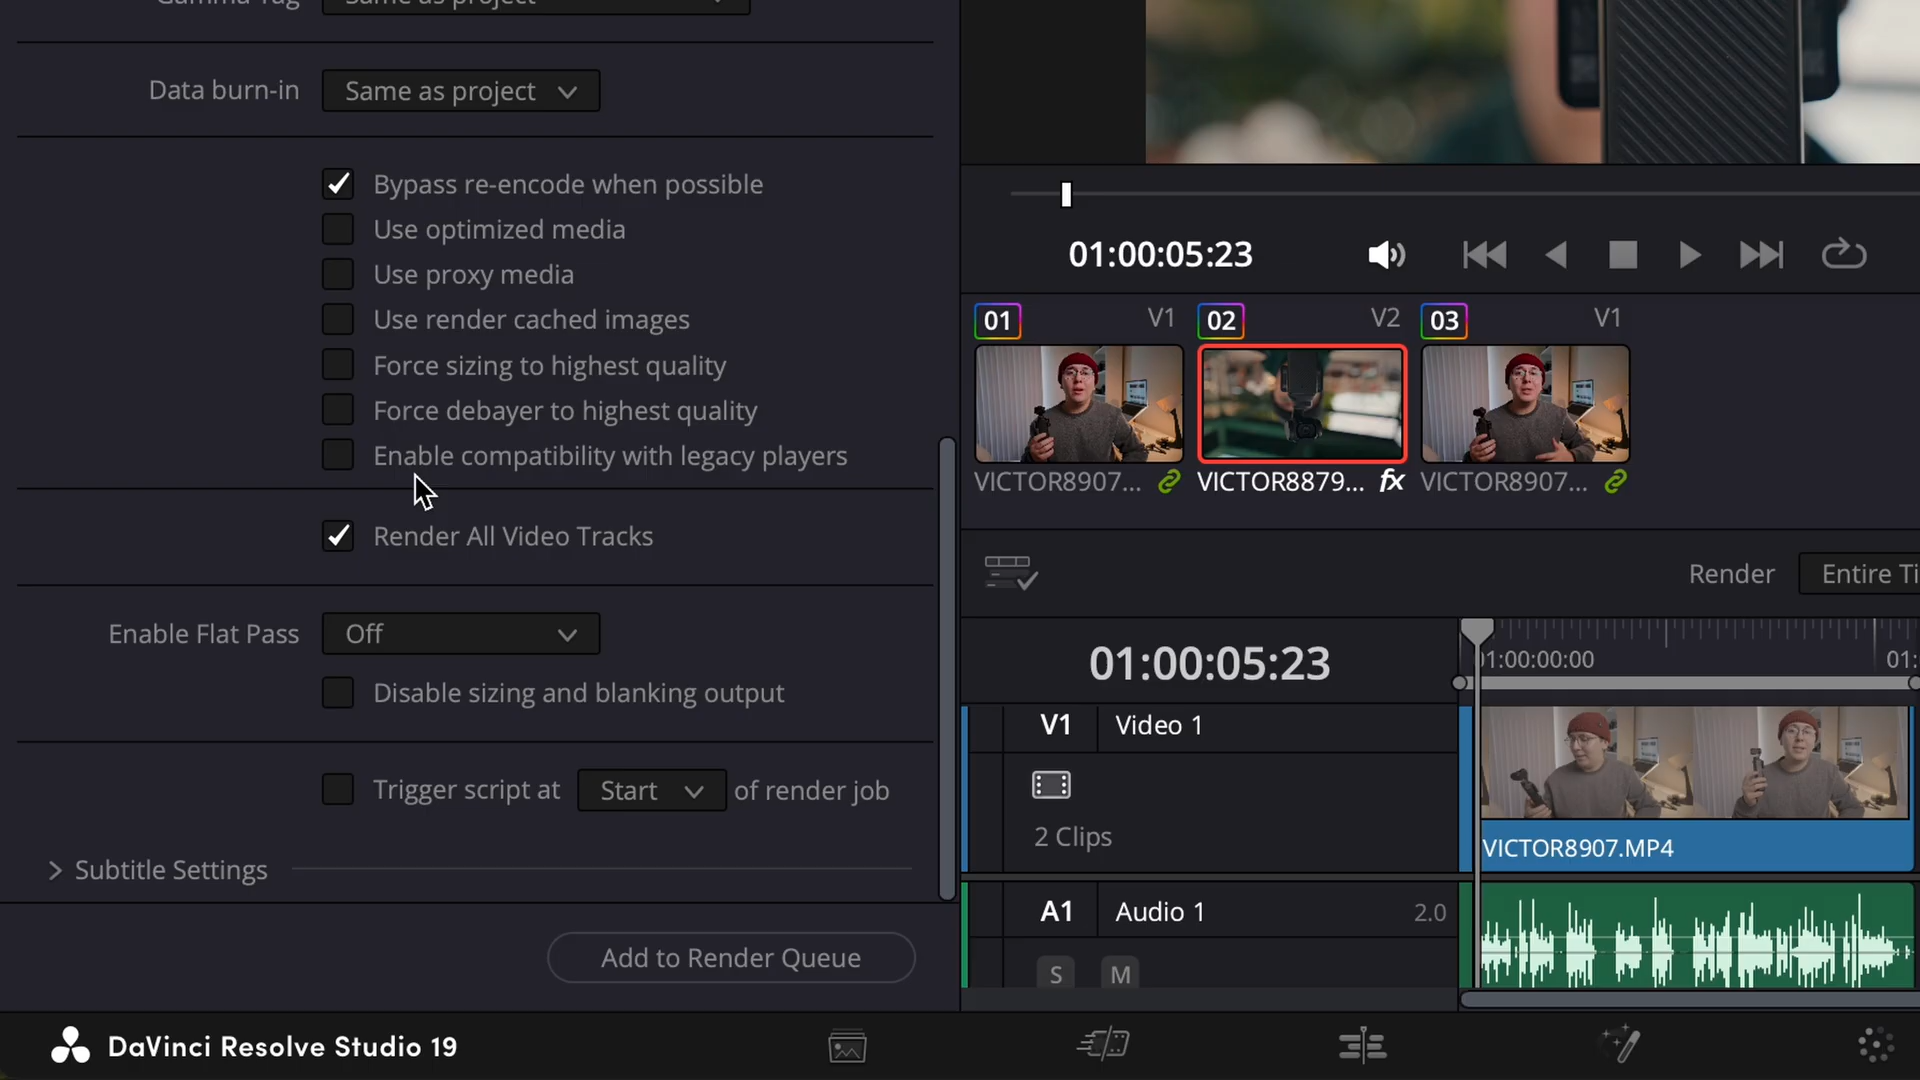 Gamma Tag Same as project
Data burn-in Same as project
Bypass re-encode when possible
Use optimized media
Use proxy media
Use render cached images
Force sizing to highest quality
Force debayer to highest quality
Enable compatibility with legacy players
Render All Video Tracks
Enable Flat Pass Off
Disable sizing and blanking output
Trigger script at Start of render job
Subtitle Settings
Add to Render Queue
01:00:05:23
01 V1 02 V2 03 V1
VICTOR8907... VICTOR8879... fx VICTOR8907...
Render Entire Ti
01:00:05:23
01:00:00:00 01:
V1 Video 1
2 Clips
VICTOR8907.MP4
A1 Audio 1 2.0
S M
DaVinci Resolve Studio 19